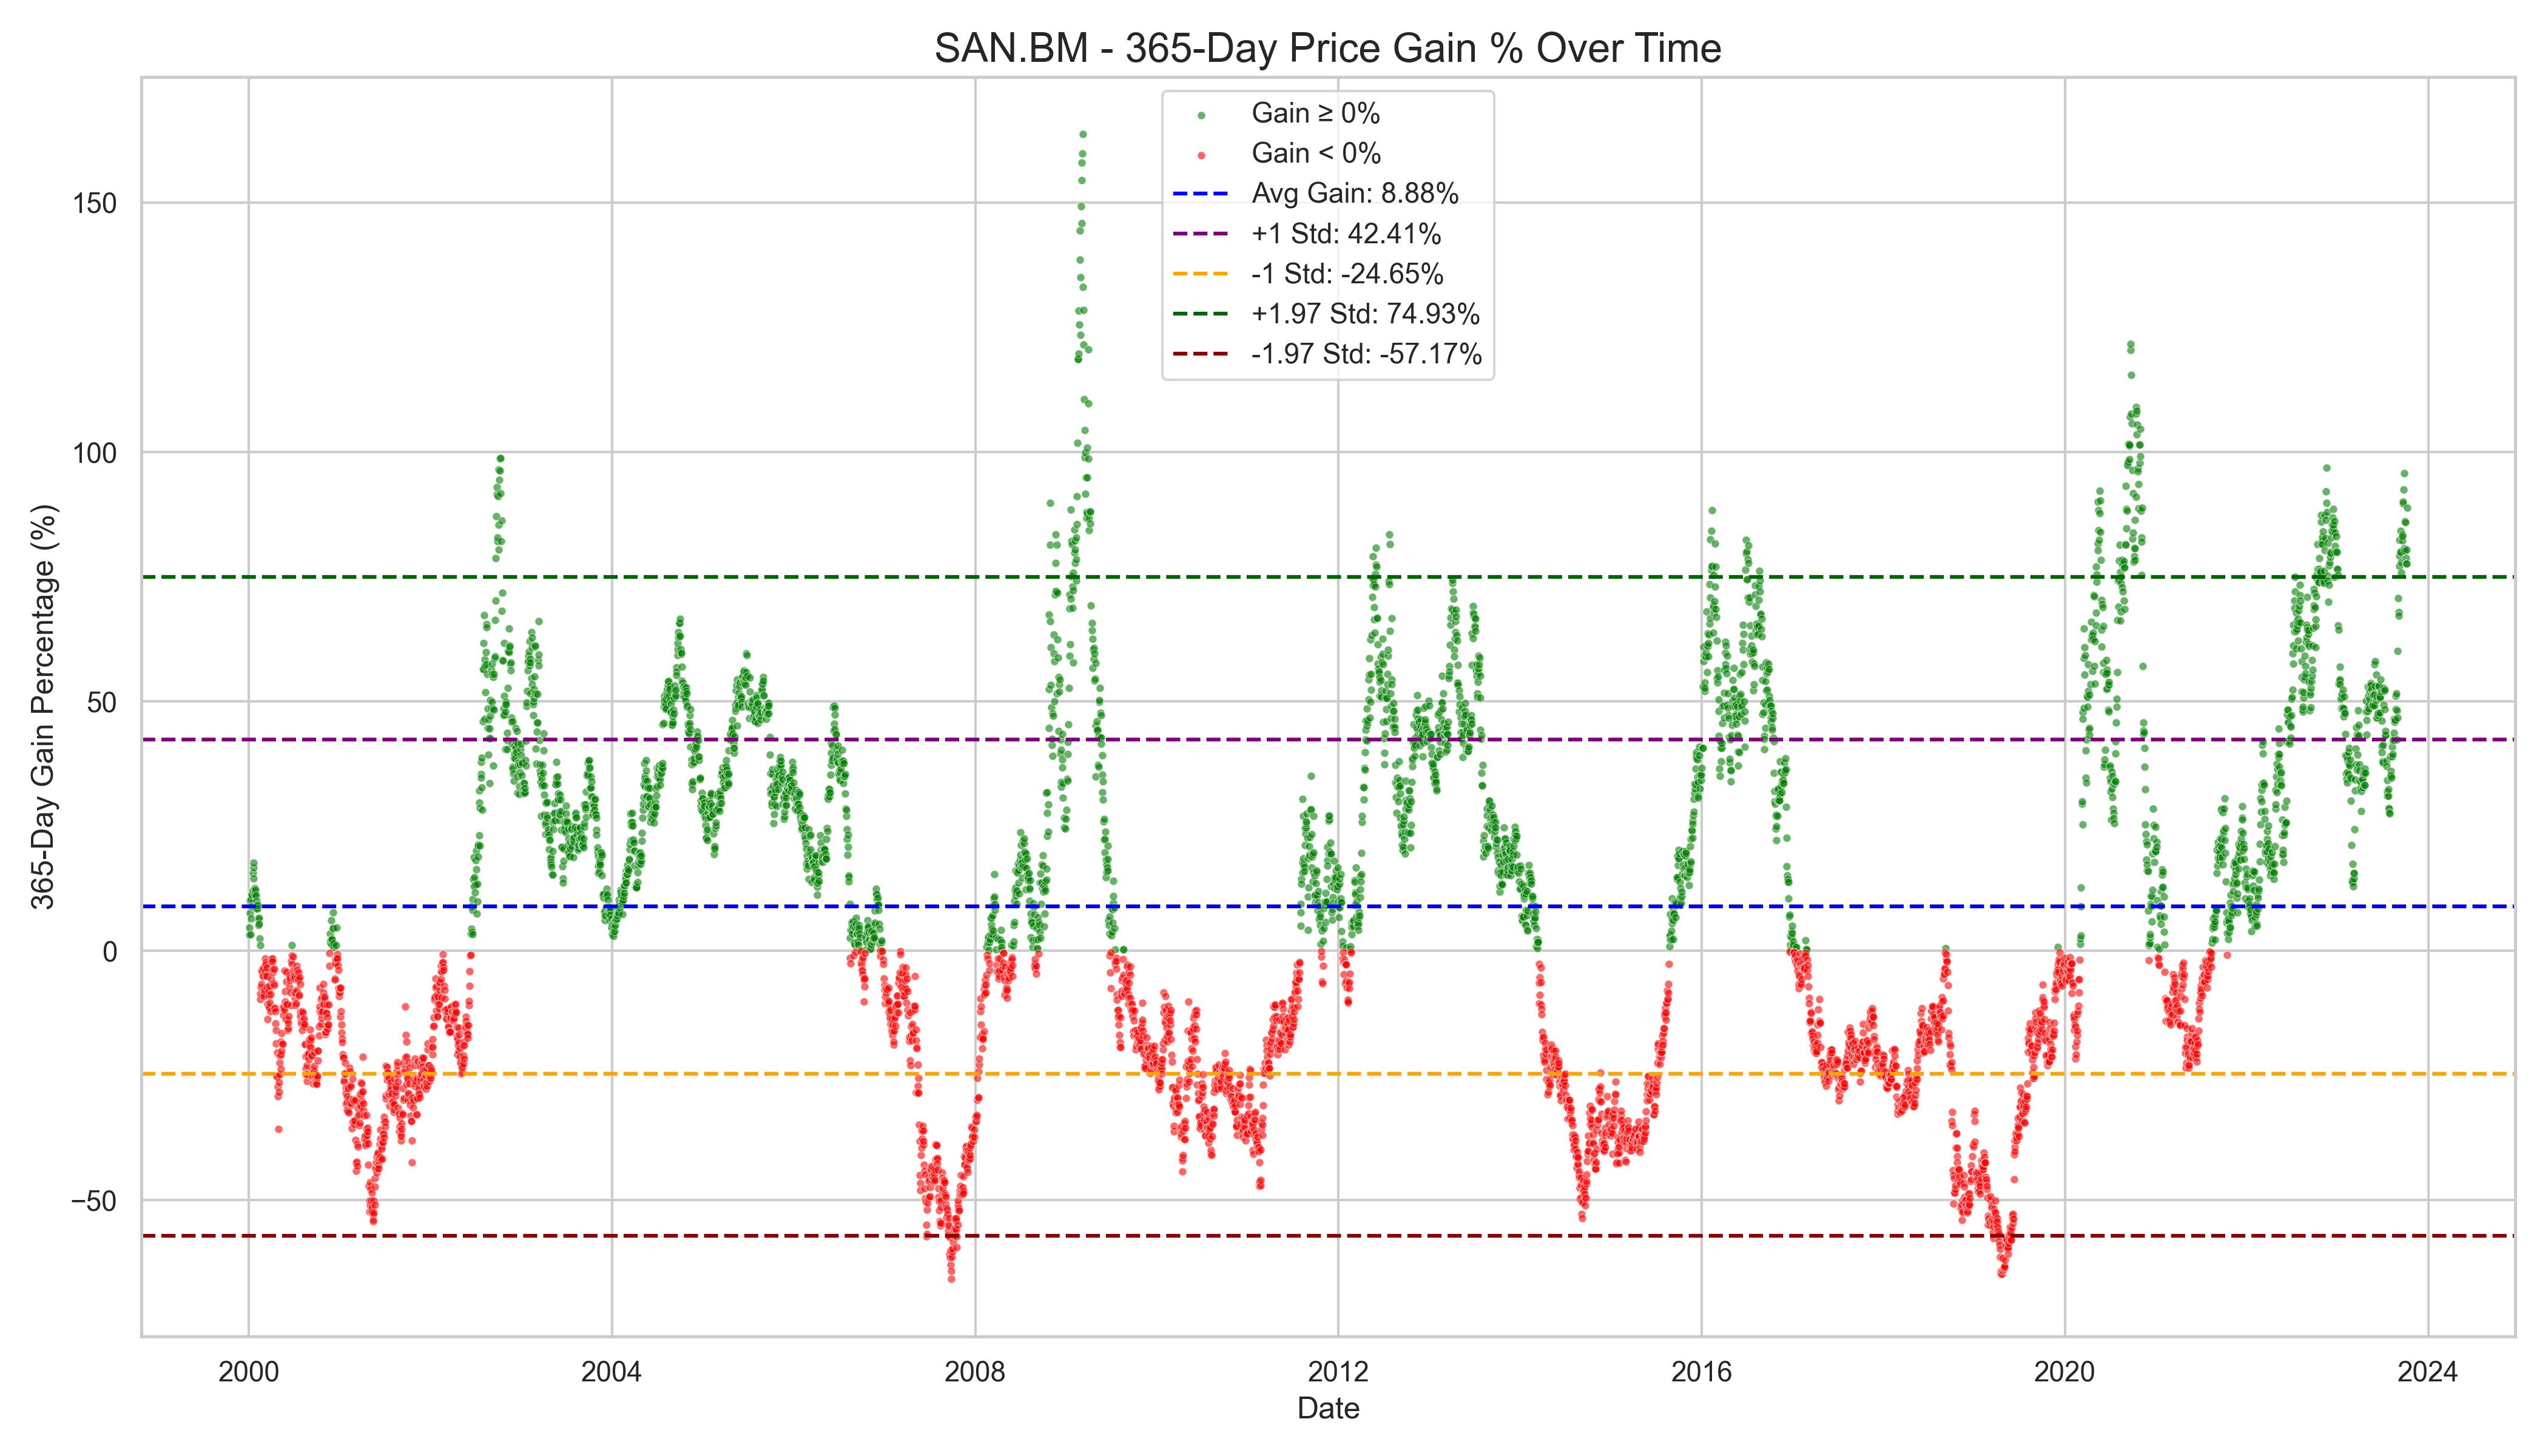 SAN.BM - 365-Day Price Gain % Over Time
Gain ≥ 0%
Gain < 0%
Avg Gain: 8.88%
+1 Std: 42.41%
-1 Std: -24.65%
+1.97 Std: 74.93%
-1.97 Std: -57.17%
365-Day Gain Percentage (%)
150
100
50
0
−50
2000 2004 2008 2012 2016 2020 2024
Date